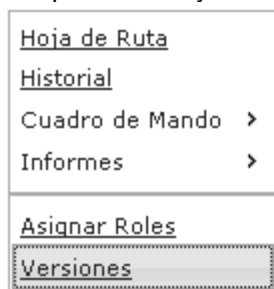 Hoja de Ruta
Historial
Cuadro de Mando >
Informes >
Asignar Roles
Versiones